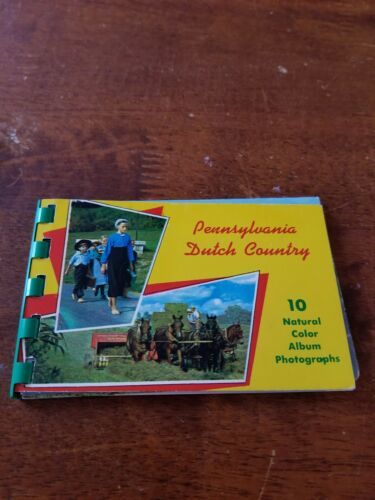 Pennsylvania
Dutch Country
10
Natural
Color
Album
Photographs